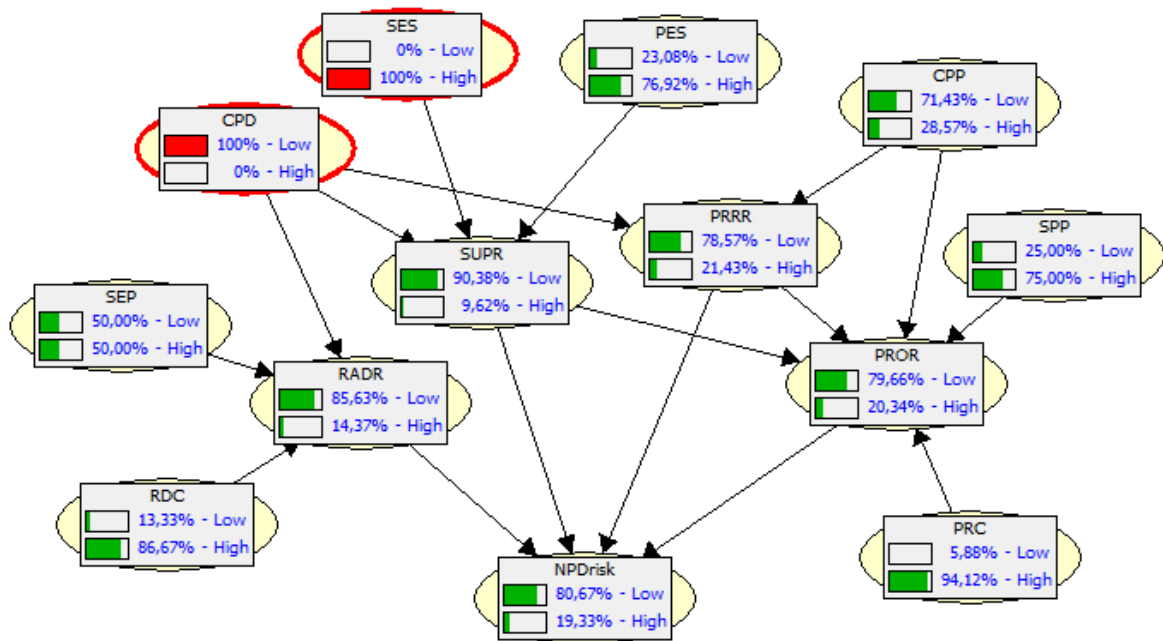 SES
0% - Low
100% - High
PES
23,08% - Low
76,92% - High
CPP
71,43% - Low
28,57% - High
CPD
100% - Low
0% - High
PRRR
78,57% - Low
21,43% - High
SPP
25,00% - Low
75,00% - High
SUPR
90,38% - Low
9,62% - High
SEP
50,00% - Low
50,00% - High
RADR
85,63% - Low
14,37% - High
PROR
79,66% - Low
20,34% - High
RDC
13,33% - Low
86,67% - High
PRC
5,88% - Low
94,12% - High
NPDrisk
80,67% - Low
19,33% - High